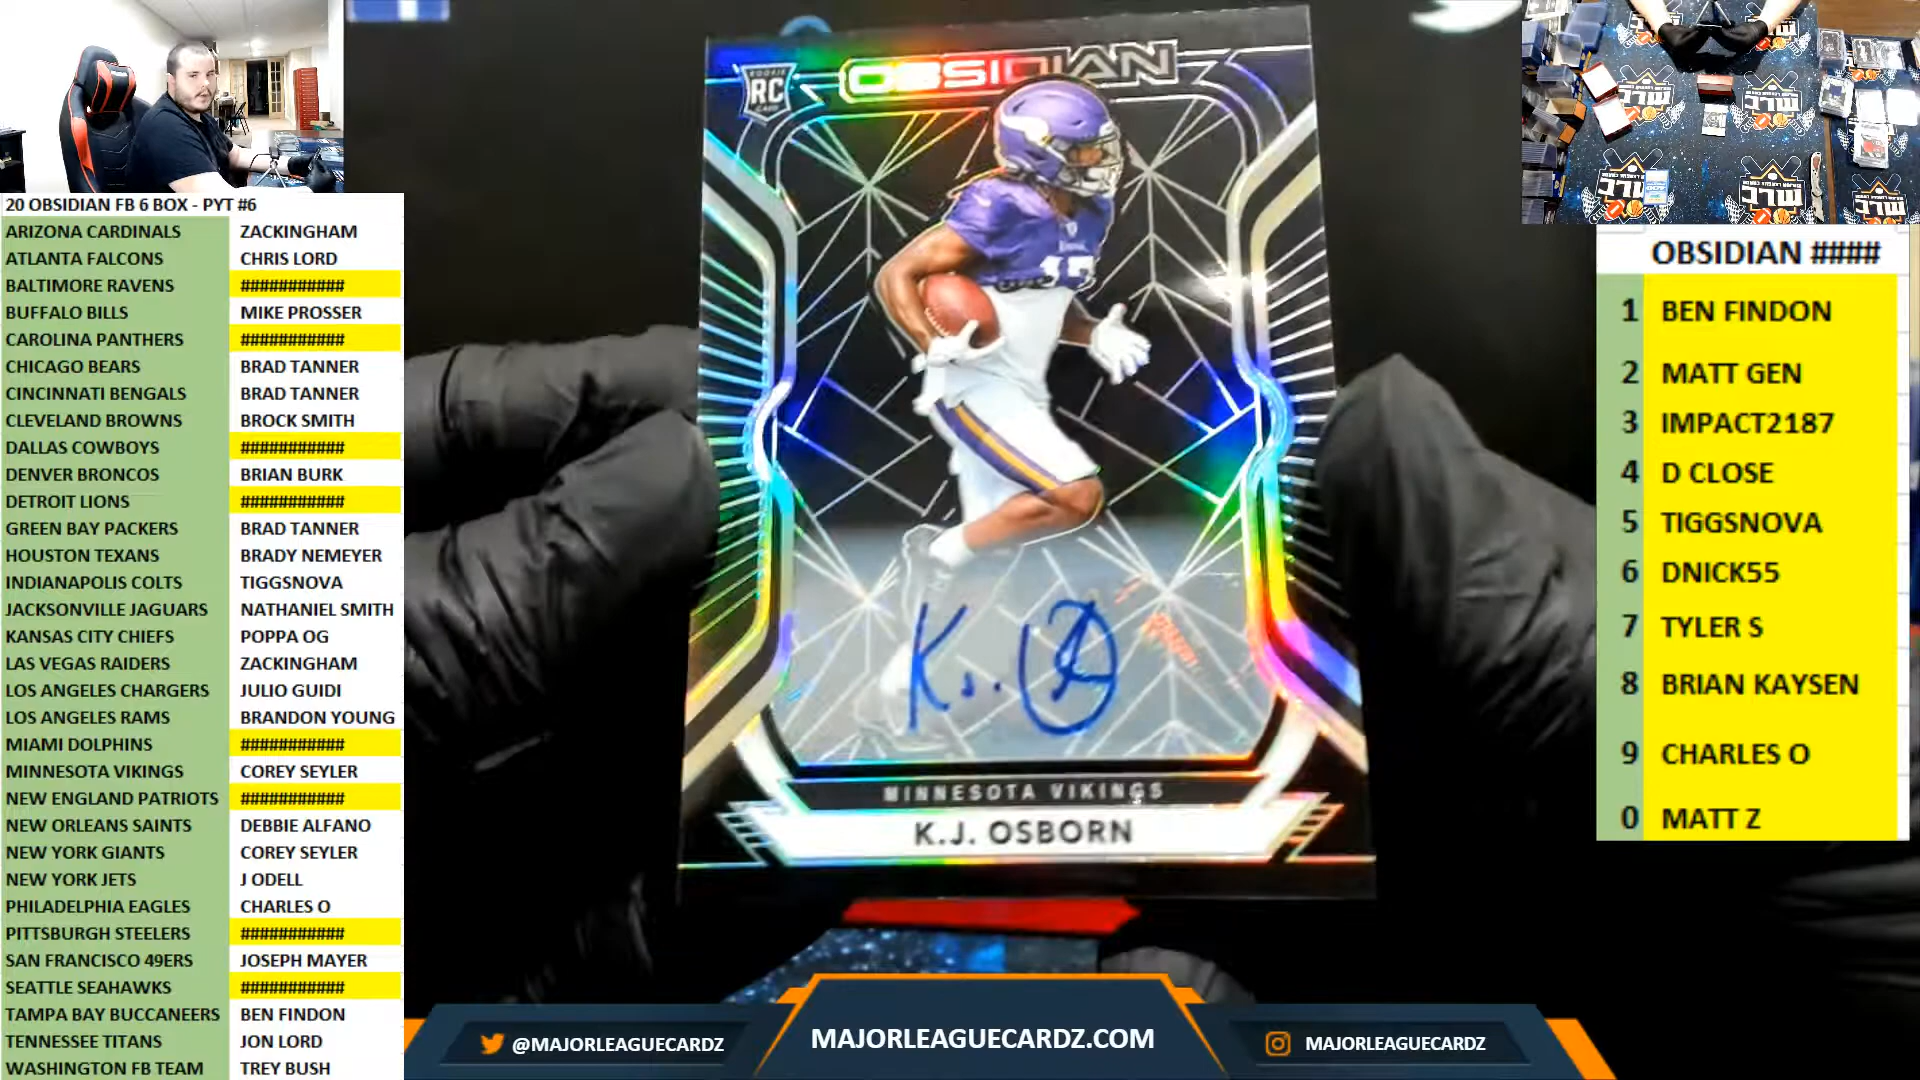 20 OBSIDIAN FB 6 BOX - PYT #6
ARIZONA CARDINALS ZACKINGHAM
ATLANTA FALCONS CHRIS LORD
BALTIMORE RAVENS ###########
BUFFALO BILLS MIKE PROSSER
CAROLINA PANTHERS ###########
CHICAGO BEARS BRAD TANNER
CINCINNATI BENGALS BRAD TANNER
CLEVELAND BROWNS BROCK SMITH
DALLAS COWBOYS ###########
DENVER BRONCOS BRIAN BURK
DETROIT LIONS ###########
GREEN BAY PACKERS BRAD TANNER
HOUSTON TEXANS BRADY NEMEYER
INDIANAPOLIS COLTS TIGGSNOVA
JACKSONVILLE JAGUARS NATHANIEL SMITH
KANSAS CITY CHIEFS POPPA OG
LAS VEGAS RAIDERS ZACKINGHAM
LOS ANGELES CHARGERS JULIO GUIDI
LOS ANGELES RAMS BRANDON YOUNG
MIAMI DOLPHINS ###########
MINNESOTA VIKINGS COREY SEYLER
NEW ENGLAND PATRIOTS ###########
NEW ORLEANS SAINTS DEBBIE ALFANO
NEW YORK GIANTS COREY SEYLER
NEW YORK JETS J ODELL
PHILADELPHIA EAGLES CHARLES O
PITTSBURGH STEELERS ###########
SAN FRANCISCO 49ERS JOSEPH MAYER
SEATTLE SEAHAWKS ###########
TAMPA BAY BUCCANEERS BEN FINDON
TENNESSEE TITANS JON LORD
WASHINGTON FB TEAM TREY BUSH
OBSIDIAN
ROOKIE
RC
CARD
17
K.J. O
MINNESOTA VIKINGS
K.J. OSBORN
OBSIDIAN ####
1 BEN FINDON
2 MATT GEN
3 IMPACT2187
4 D CLOSE
5 TIGGSNOVA
6 DNICK55
7 TYLER S
8 BRIAN KAYSEN
9 CHARLES O
0 MATT Z
@MAJORLEAGUECARDZ
MAJORLEAGUECARDZ.COM
MAJORLEAGUECARDZ